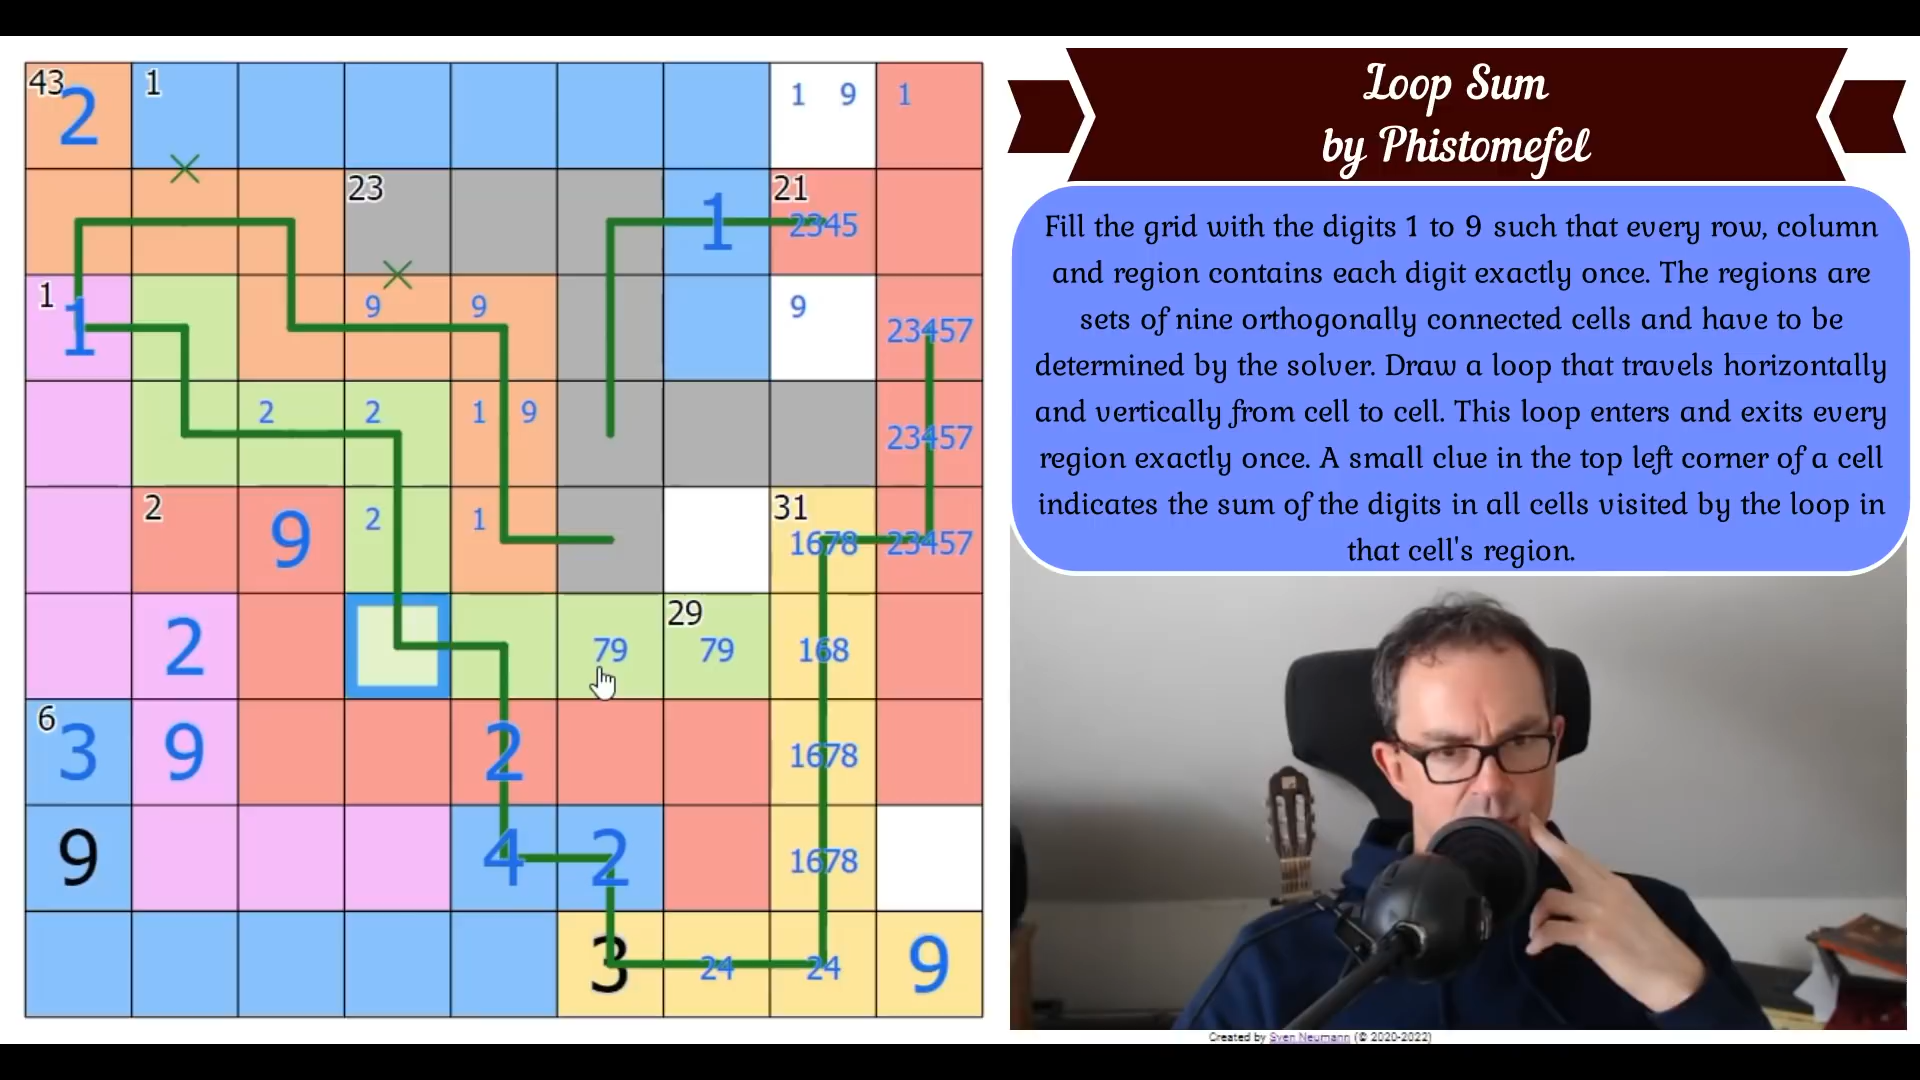 Loop Sum
by Phistomefel
Fill the grid with the digits 1 to 9 such that every row, column
and region contains each digit exactly once. The regions are
sets of nine orthogonally connected cells and have to be
determined by the solver. Draw a loop that travels horizontally
and vertically from cell to cell. This loop enters and exits every
region exactly once. A small clue in the top left corner of a cell
indicates the sum of the digits in all cells visited by the loop in
that cell's region.
43 2 1 1 9 1
23 1 21 2345
1 1 9 9 9 23457
2 2 1 9 23457
2 9 2 1 31 1678 23457
2 79 29 79 168
6 3 9 2 1678
9 4 2 1678
3 24 24 9
Created by Sven Neumann (© 2020-2022)